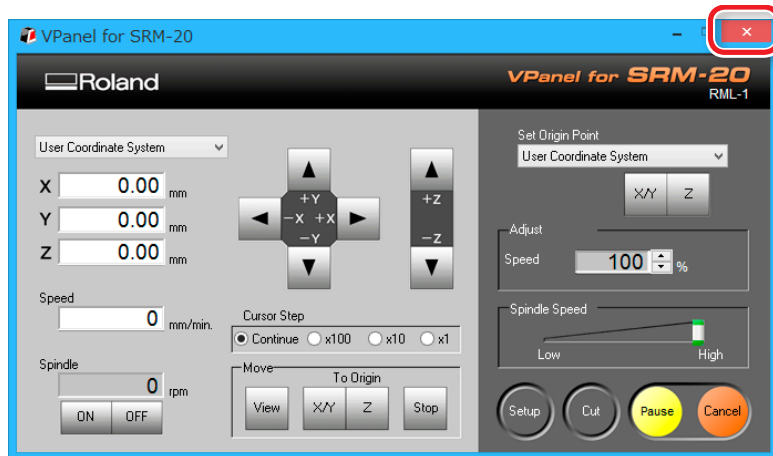 VPanel for SRM-20
Roland
VPanel for SRM-20
RML-1
User Coordinate System
X 0.00 mm
Y 0.00 mm
Z 0.00 mm
Speed
0 mm/min.
Spindle
0 rpm
ON OFF
+Y
-X +X
-Y
+Z
-Z
Cursor Step
Continue x100 x10 x1
Move
To Origin
View X/Y Z Stop
Set Origin Point
User Coordinate System
X/Y Z
Adjust
Speed 100 %
Spindle Speed
Low High
Setup Cut Pause Cancel